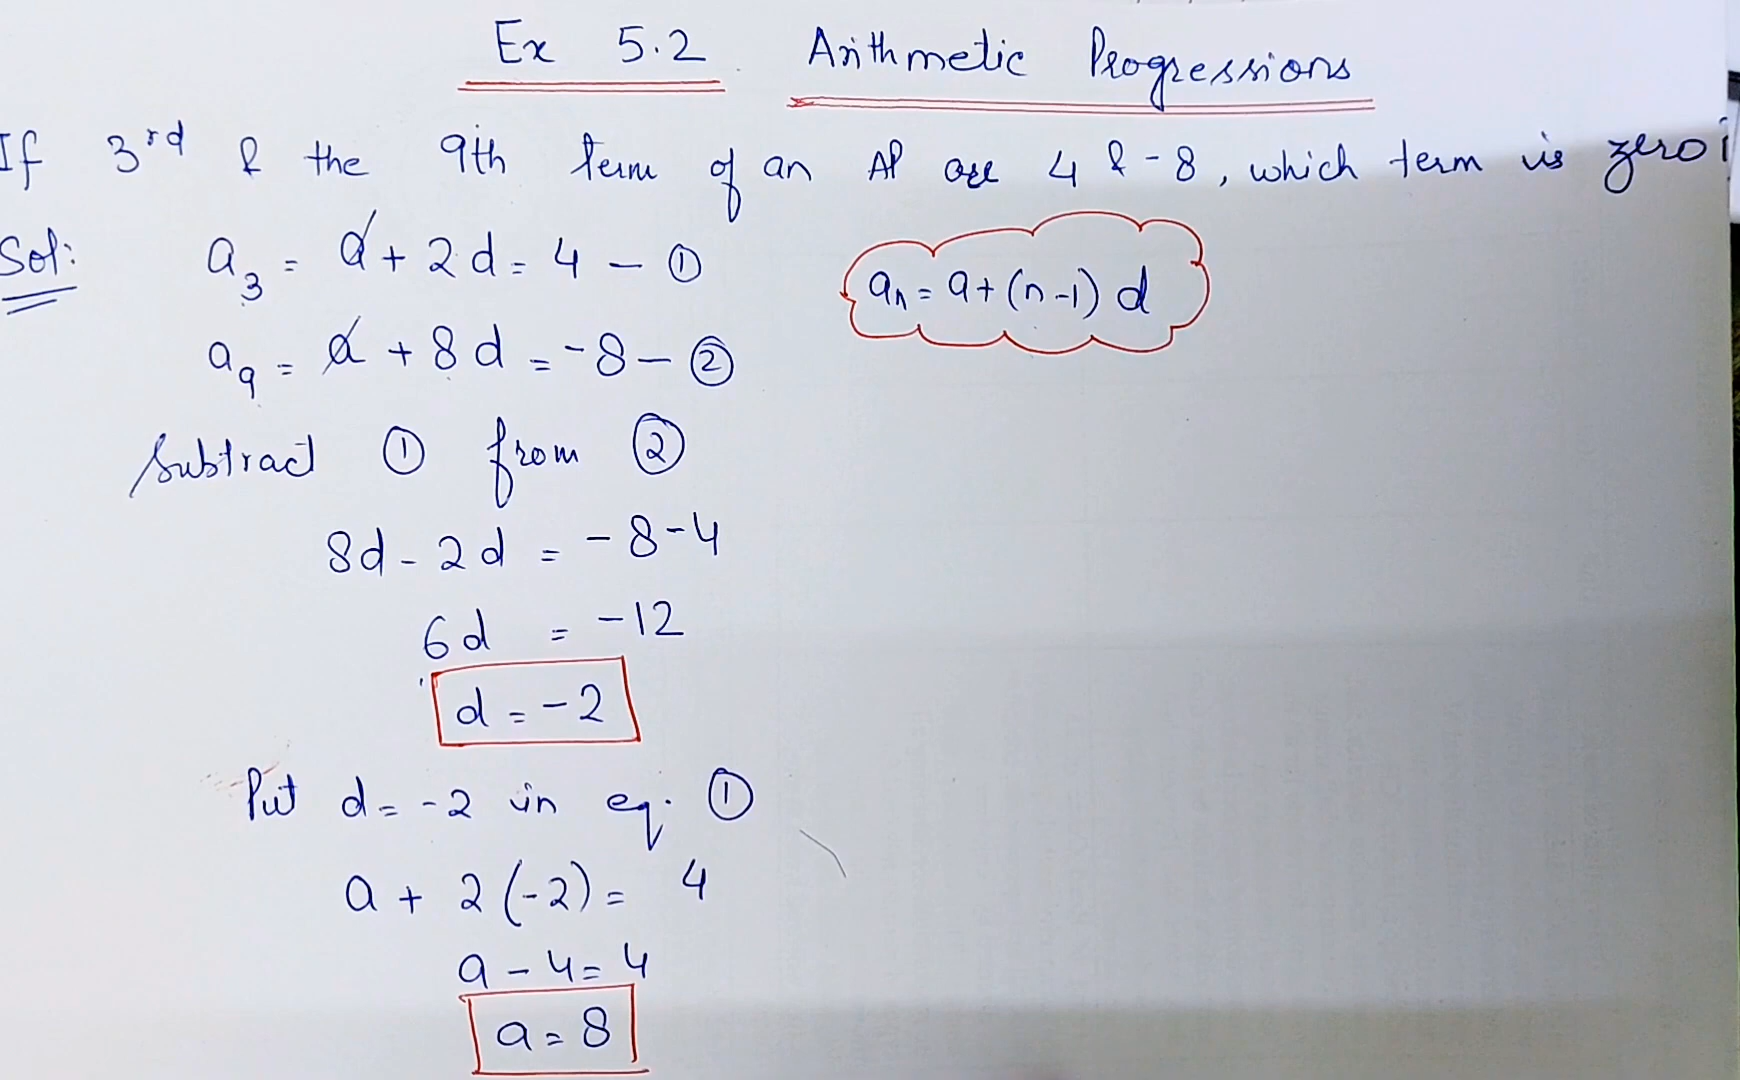 Ex 5.2 Arithmetic Progressions
If 3rd & the 9th term of an AP are 4 & -8, which term is zero
Sol: a₃ = a + 2d = 4 - ①
aₙ = a + (n-1) d
a₉ = a + 8d = -8 - ②
Subtract ① from ②
8d - 2d = -8-4
6d = -12
d = -2
Put d = -2 in eq. ①
a + 2(-2) = 4
a - 4 = 4
a = 8